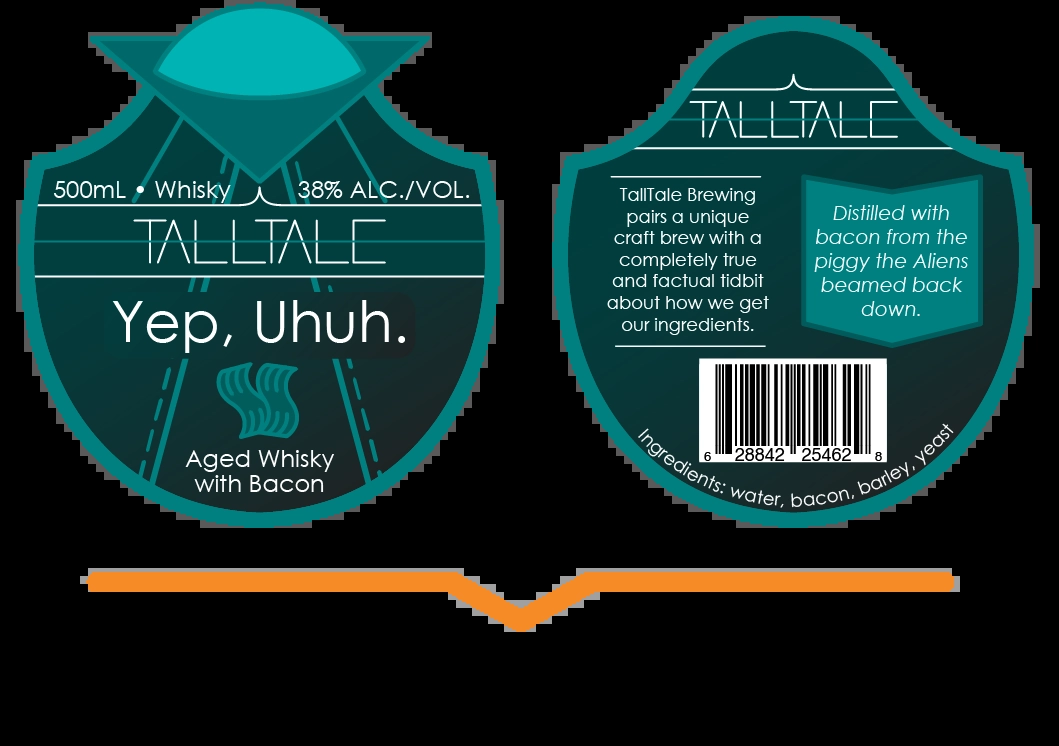 500mL • Whisky 38% ALC./VOL.
TALLTALE
Yep, Uhuh.
Aged Whisky
with Bacon
TALLTALE
TallTale Brewing
pairs a unique
craft brew with a
completely true
and factual tidbit
about how we get
our ingredients.
Distilled with
bacon from the
piggy the Aliens
beamed back
down.
6 28842 25462 8
Ingredients: water, bacon, barley, yeast